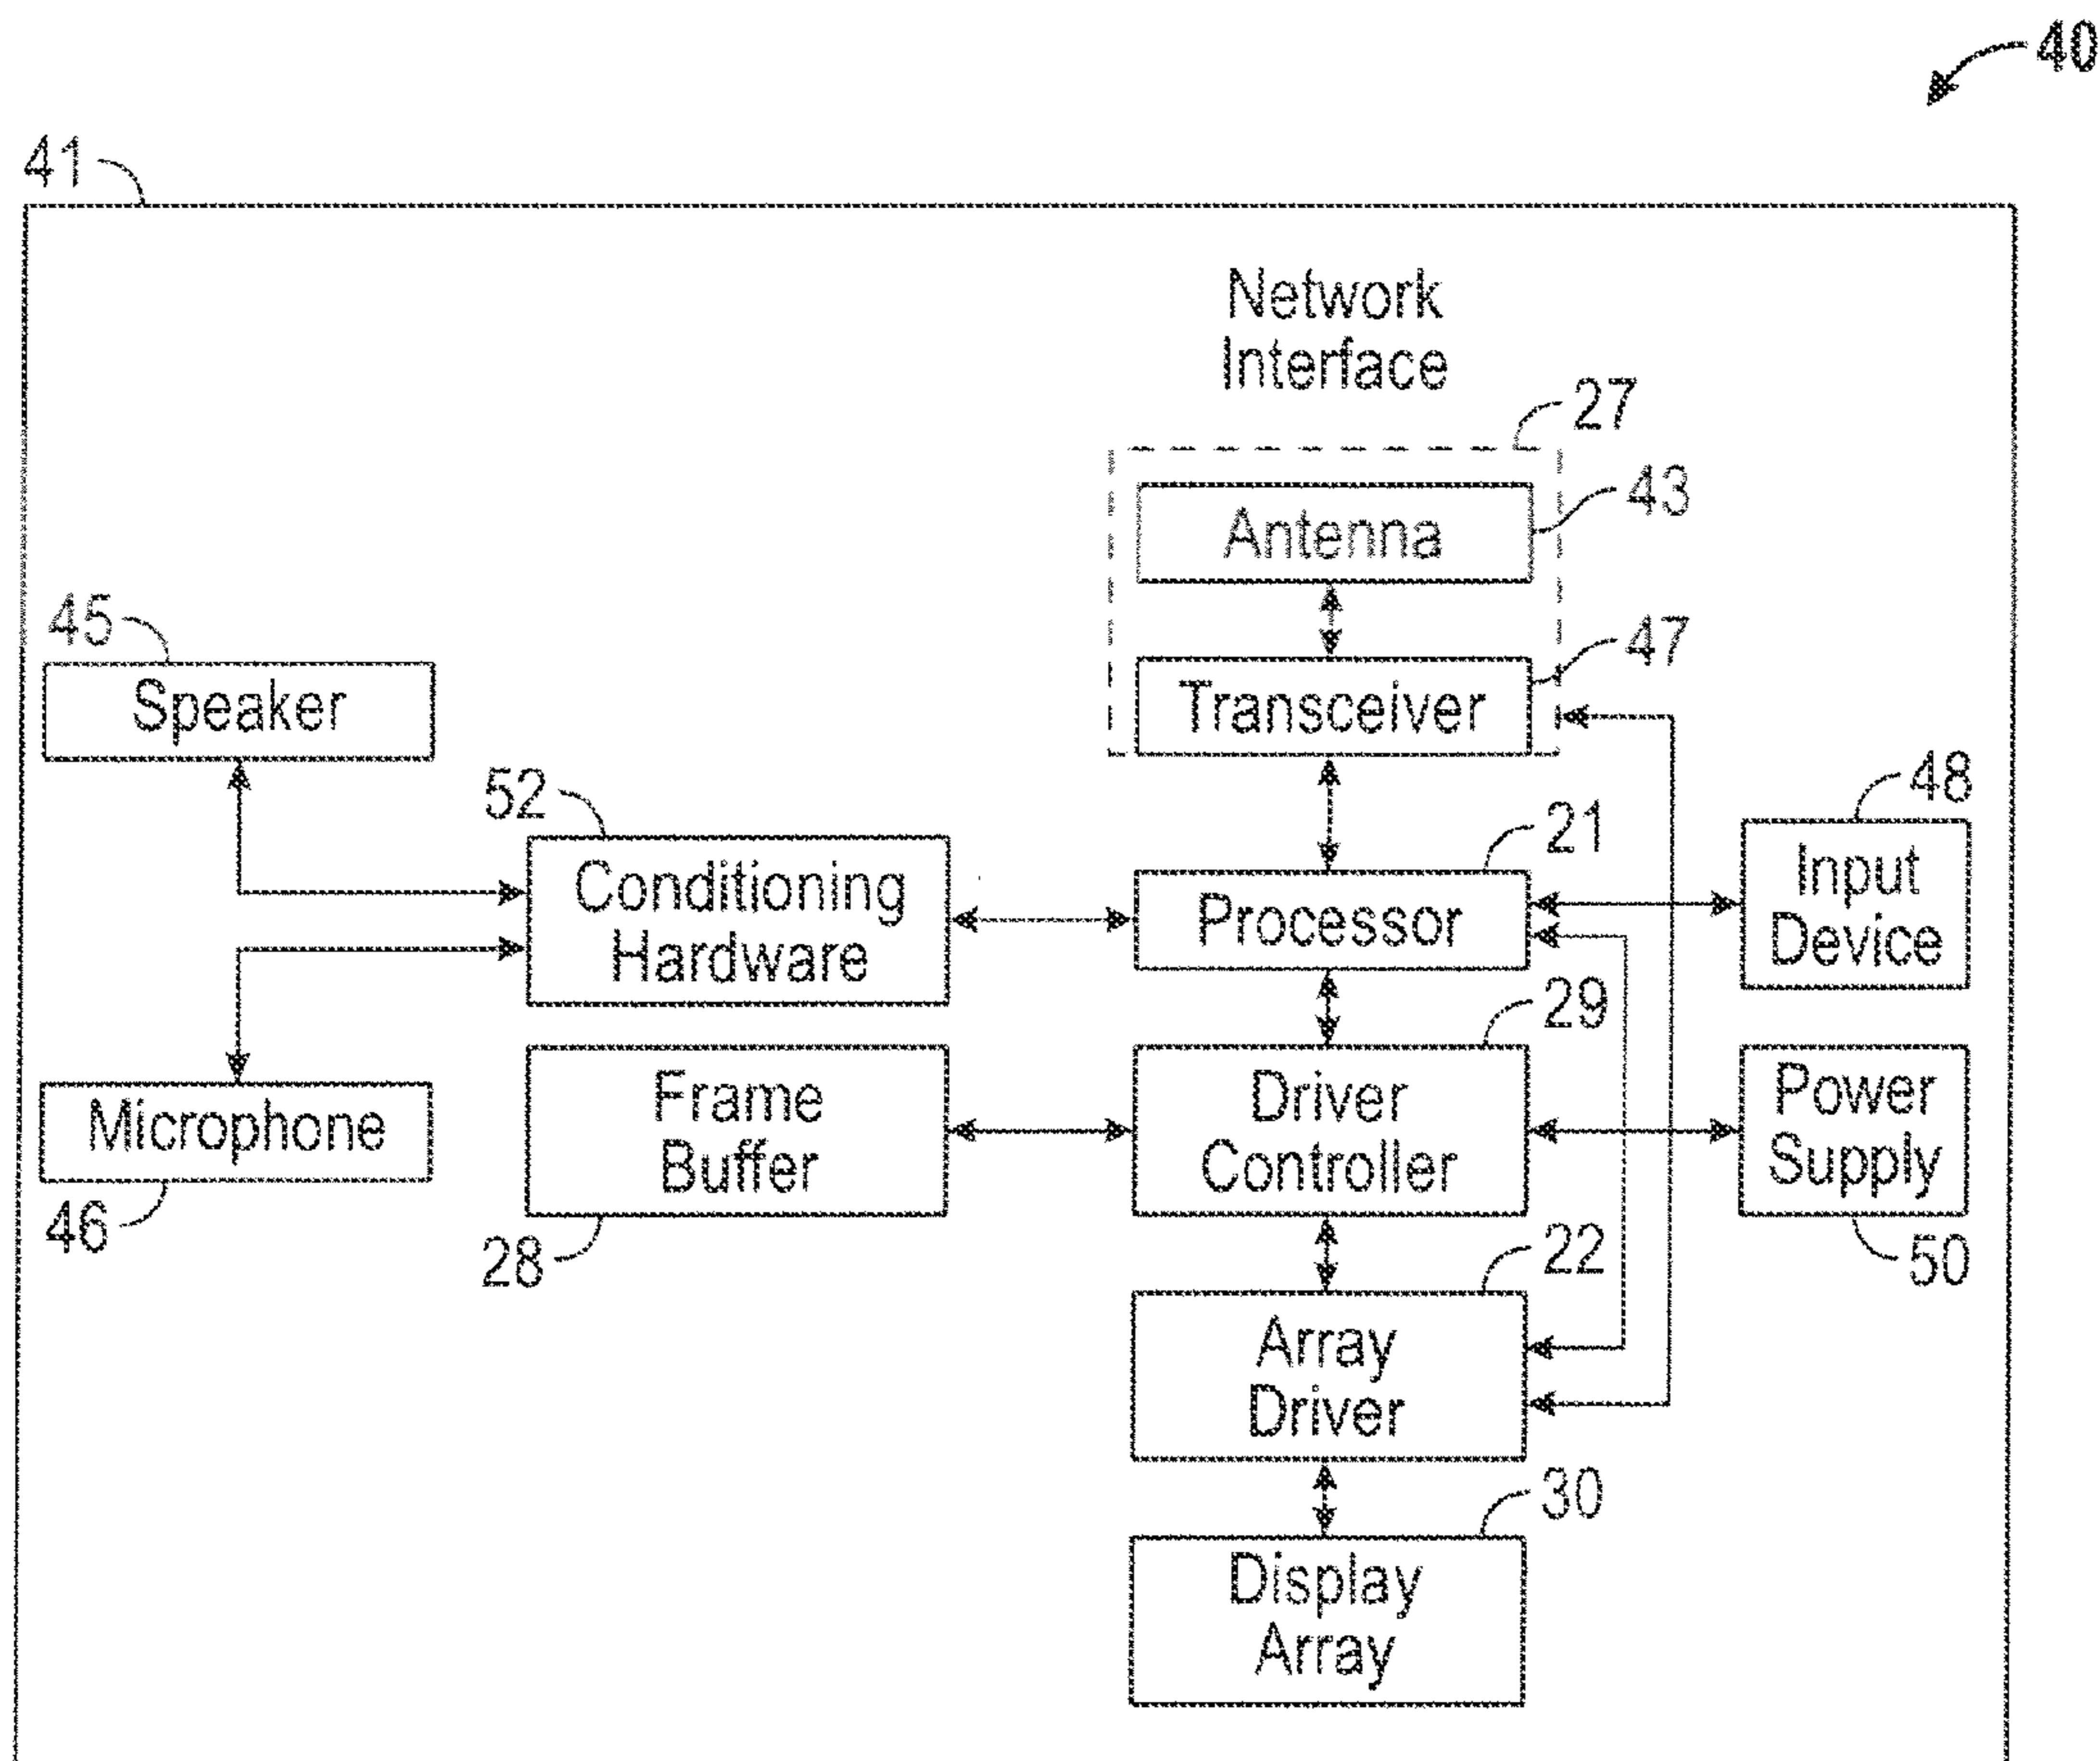 40
41
Network
Interface
27
Antenna
43
45
Speaker
Transceiver
47
52
Conditioning
Hardware
21
Processor
48
Input
Device
Microphone
46
Frame
Buffer
28
29
Driver
Controller
Power
Supply
50
22
Array
Driver
30
Display
Array